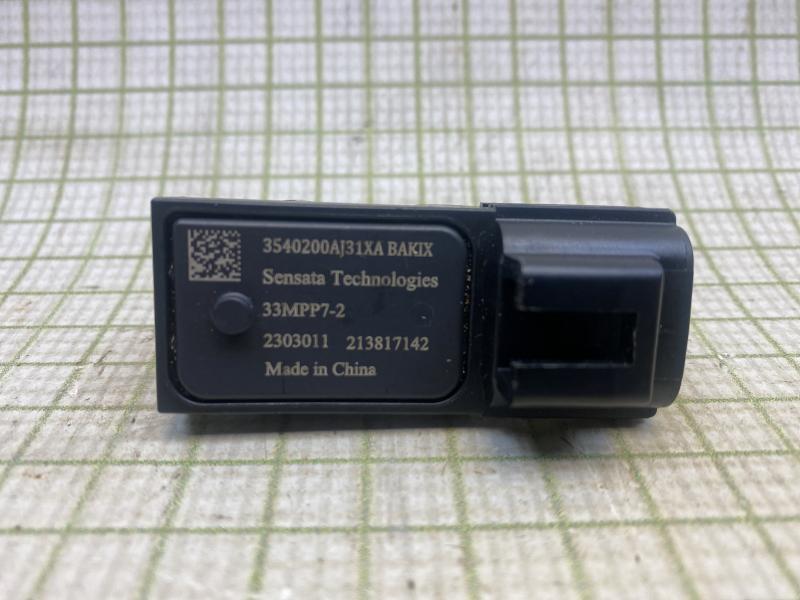 3540200AJ31XA BAKIX
Sensata Technologies
33MPP7-2
2303011 213817142
Made in China